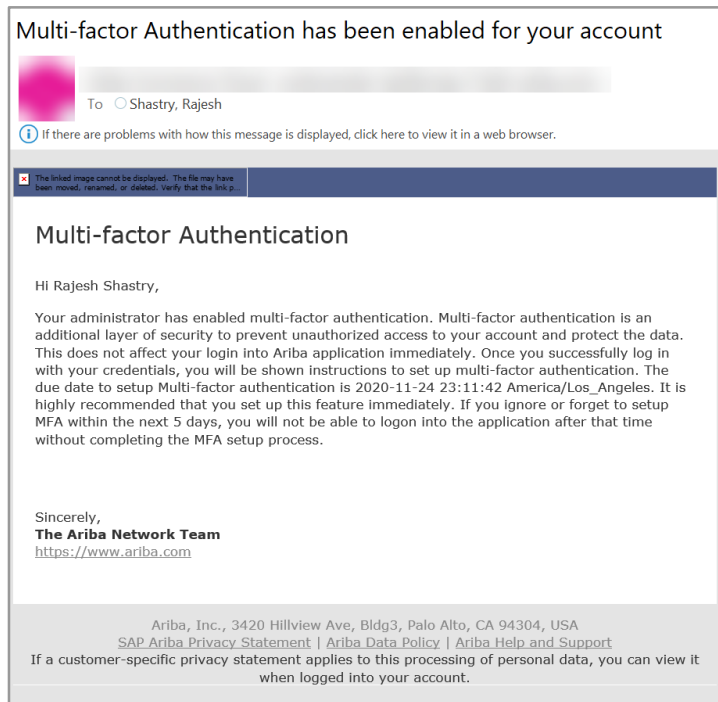 Multi-factor Authentication has been enabled for your account
To Shastry, Rajesh
If there are problems with how this message is displayed, click here to view it in a web browser.
The linked image cannot be displayed. The file may have
been moved, renamed, or deleted. Verify that the link p...
Multi-factor Authentication
Hi Rajesh Shastry,
Your administrator has enabled multi-factor authentication. Multi-factor authentication is an
additional layer of security to prevent unauthorized access to your account and protect the data.
This does not affect your login into Ariba application immediately. Once you successfully log in
with your credentials, you will be shown instructions to set up multi-factor authentication. The
due date to setup Multi-factor authentication is 2020-11-24 23:11:42 America/Los_Angeles. It is
highly recommended that you set up this feature immediately. If you ignore or forget to setup
MFA within the next 5 days, you will not be able to logon into the application after that time
without completing the MFA setup process.
Sincerely,
The Ariba Network Team
https://www.ariba.com
Ariba, Inc., 3420 Hillview Ave, Bldg3, Palo Alto, CA 94304, USA
SAP Ariba Privacy Statement | Ariba Data Policy | Ariba Help and Support
If a customer-specific privacy statement applies to this processing of personal data, you can view it
when logged into your account.